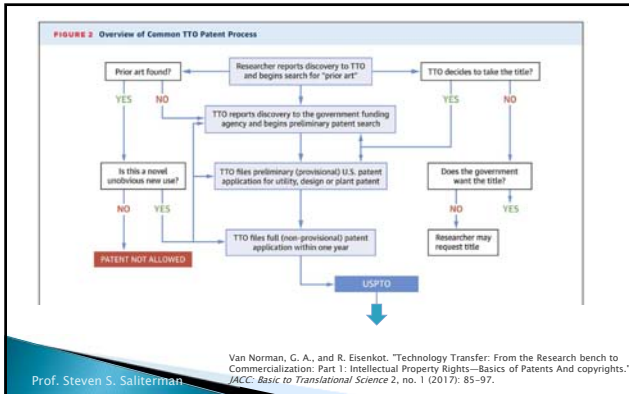 FIGURE 2 Overview of Common TTO Patent Process
Prior art found?
Researcher reports discovery to TTO
and begins search for "prior art"
TTO decides to take the title?
YES
NO
YES
NO
TTO reports discovery to the government funding
agency and begins preliminary patent search
Is this a novel
unobvious new use?
TTO files preliminary (provisional) U.S. patent
application for utility, design or plant patent
Does the government
want the title?
NO
YES
NO
YES
PATENT NOT ALLOWED
TTO files full (non-provisional) patent
application within one year
Researcher may
request title
USPTO
Van Norman, G. A., and R. Eisenkot. "Technology Transfer: From the Research bench to
Commercialization: Part 1: Intellectual Property Rights—Basics of Patents And copyrights."
JACC: Basic to Translational Science 2, no. 1 (2017): 85-97.
Prof. Steven S. Saliterman